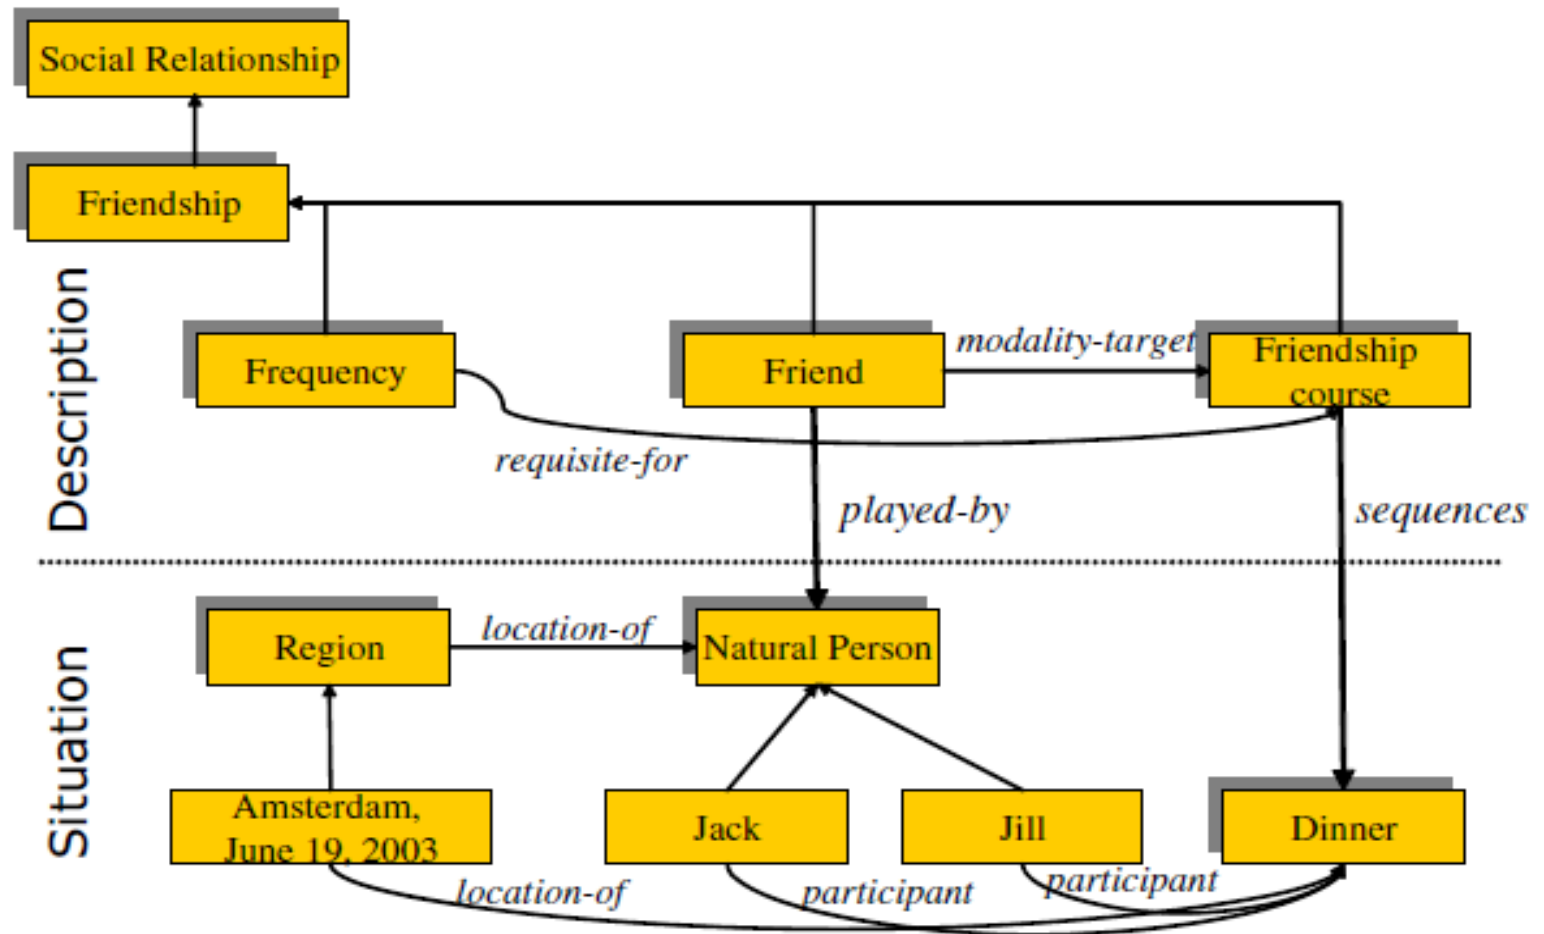 Social Relationship
Friendship
Description
Frequency
Friend
modality-target
Friendship
course
requisite-for
played-by
sequences
Situation
Region
location-of
Natural Person
Amsterdam,
June 19, 2003
Jack
Jill
Dinner
location-of
participant
participant